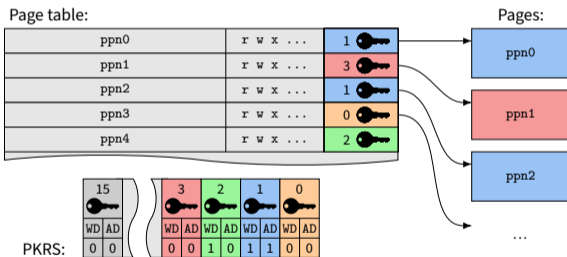 Page table:
Pages:
ppn0 r w x ... 1
ppn1 r w x ... 3
ppn2 r w x ... 1
ppn3 r w x ... 0
ppn4 r w x ... 2
ppn0
ppn1
ppn2
...
15 3 2 1 0
WD AD WD AD WD AD WD AD WD AD
PKRS: 0 0 0 0 1 0 1 1 0 0